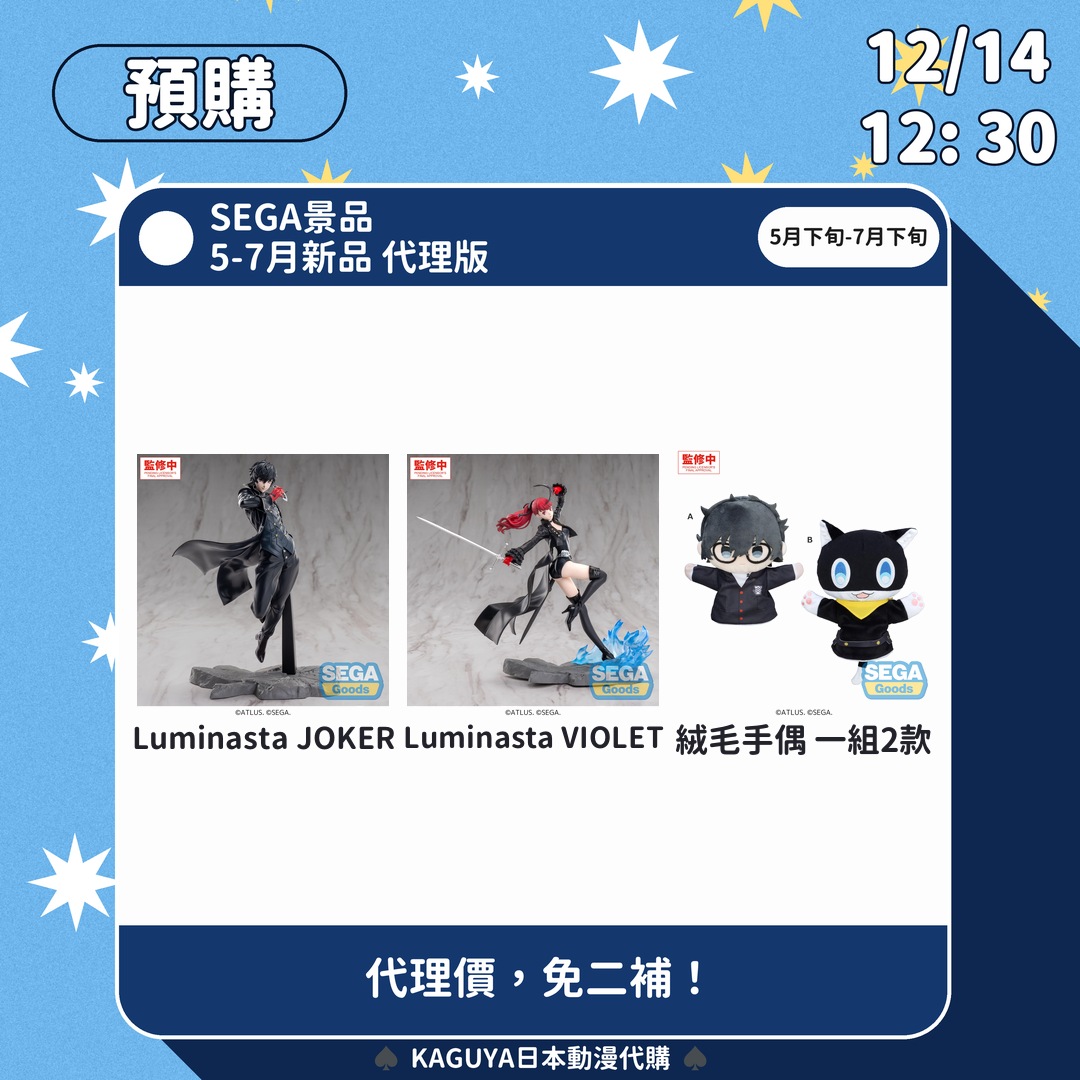 預購
12/14
12: 30
SEGA景品
5-7月新品 代理版
5月下旬-7月下旬
監修中
監修中
監修中
A
B
SEGA
Goods
SEGA
Goods
SEGA
Goods
©ATLUS. ©SEGA.
©ATLUS. ©SEGA.
©ATLUS. ©SEGA.
Luminasta JOKER
Luminasta VIOLET
絨毛手偶 一組2款
代理價，免二補！
KAGUYA日本動漫代購